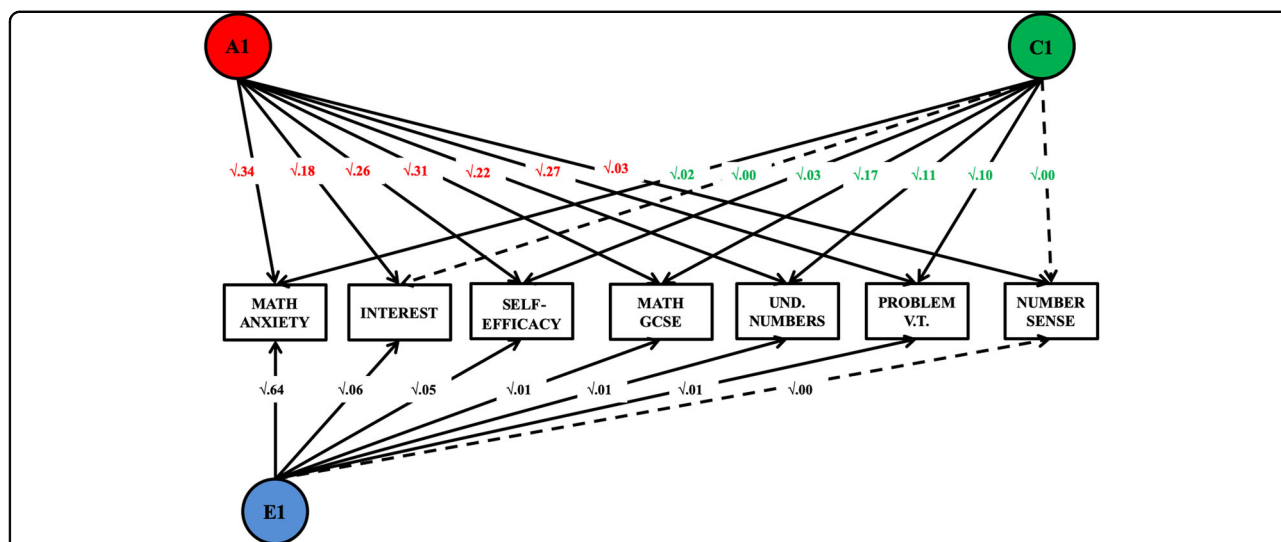 A1
C1
√.34
√.18
√.26
√.31
√.22
√.27
√.03
√.02
√.00
√.03
√.17
√.11
√.10
√.00
MATH
ANXIETY
INTEREST
SELF-
EFFICACY
MATH
GCSE
UND.
NUMBERS
PROBLEM
V.T.
NUMBER
SENSE
√.64
√.06
√.05
√.01
√.01
√.01
√.00
E1